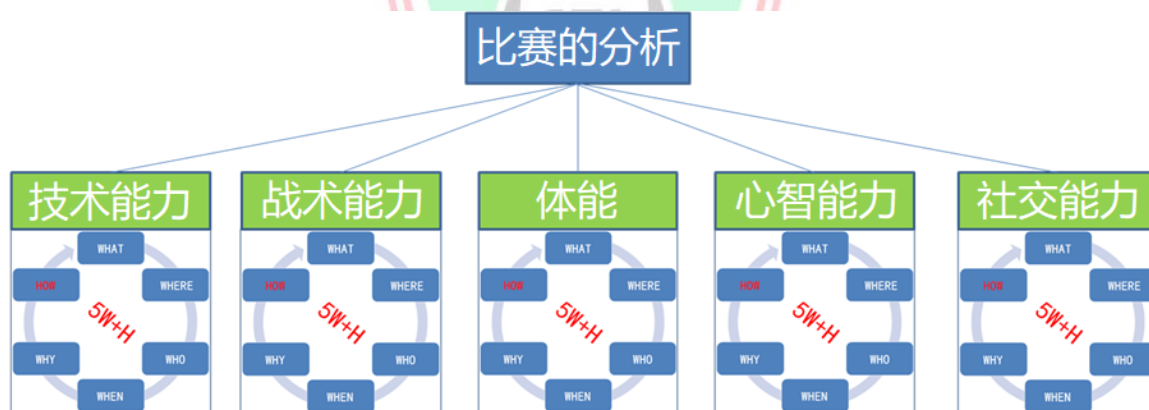 比赛的分析
技术能力
战术能力
体能
心智能力
社交能力
WHAT
WHERE
WHO
WHEN
WHY
HOW
5W+H
WHAT
WHERE
WHO
WHEN
WHY
HOW
5W+H
WHAT
WHERE
WHO
WHEN
WHY
HOW
5W+H
WHAT
WHERE
WHO
WHEN
WHY
HOW
5W+H
WHAT
WHERE
WHO
WHEN
WHY
HOW
5W+H